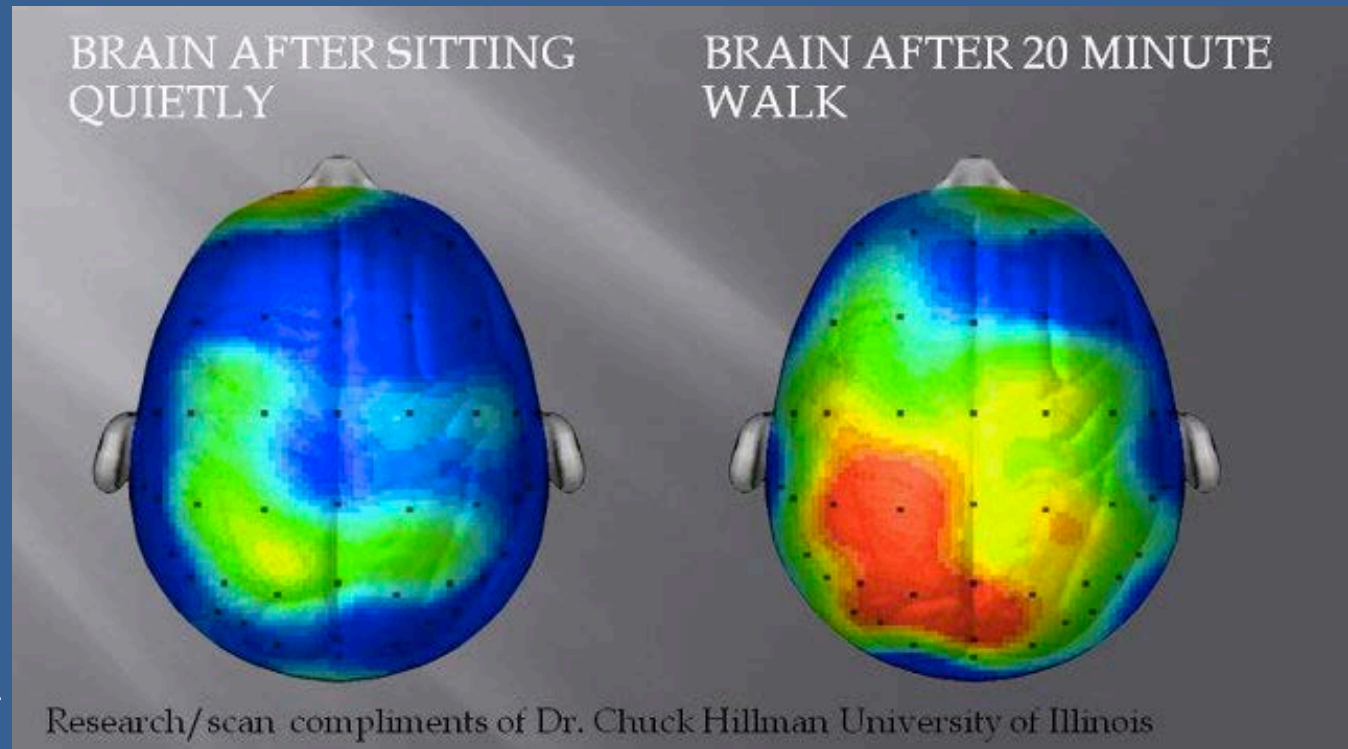 BRAIN AFTER SITTING
QUIETLY
BRAIN AFTER 20 MINUTE
WALK
Research/scan compliments of Dr. Chuck Hillman University of Illinois